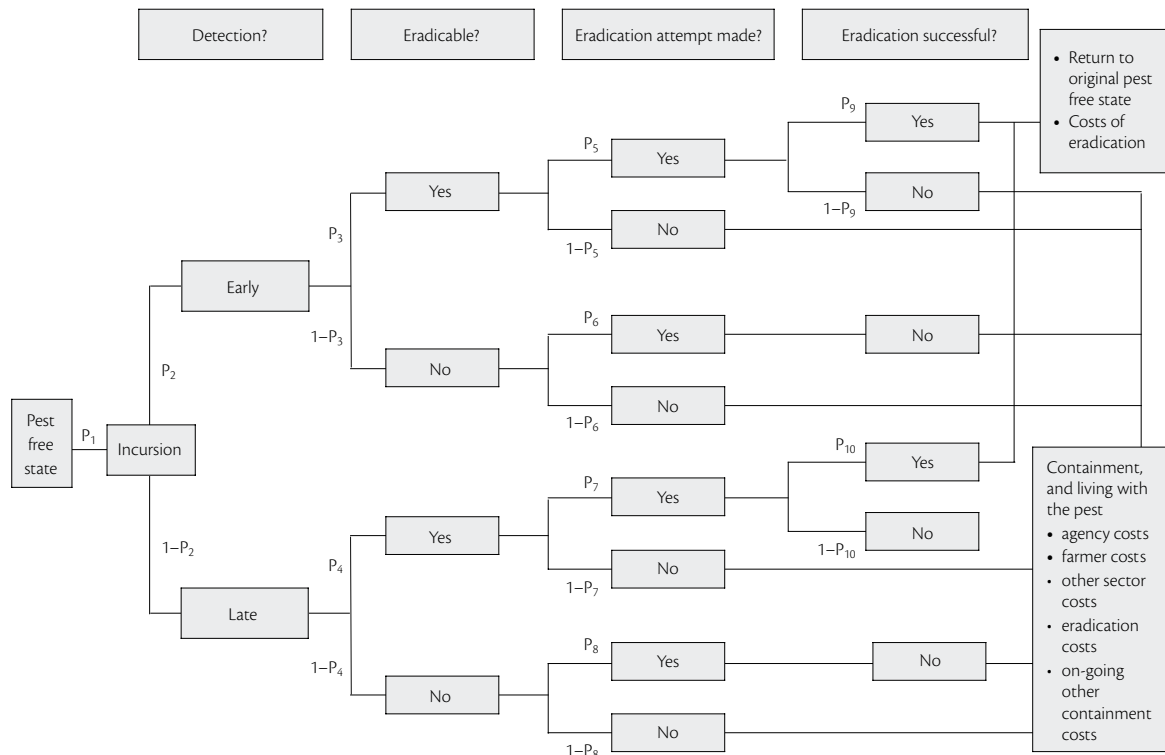 Detection?
Eradicable?
Eradication attempt made?
Eradication successful?
• Return to
original pest
free state
• Costs of
eradication
P9
Yes
P5
Yes
No
1–P9
Yes
P3
No
1–P5
Early
P6
Yes
No
1–P3
No
P2
No
1–P6
Pest
free
state
P1
Incursion
P10
Yes
P7
Yes
No
1–P10
Yes
1–P2
P4
No
1–P7
Late
P8
Yes
No
1–P4
No
No
1–P8
Containment,
and living with
the pest
• agency costs
• farmer costs
• other sector
costs
• eradication
costs
• on-going
other
containment
costs